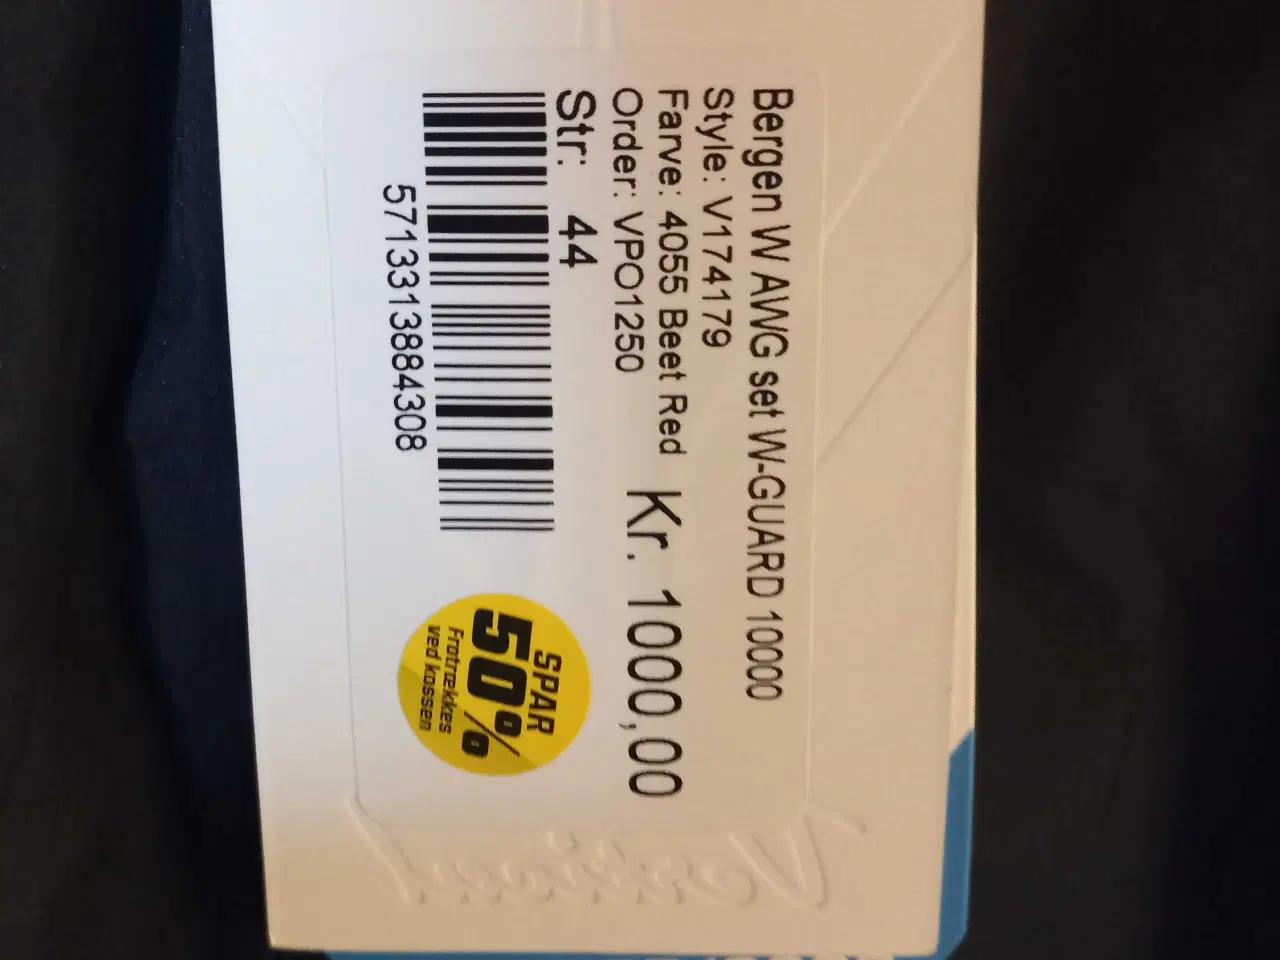 Bergen W AWG set W-GUARD 10000
Style: V174179
Farve: 4055 Beet Red
Order: VPO1250
Kr. 1000,00
Str: 44
5713313884308
SPAR
50%
Fratrækkes
ved kassen